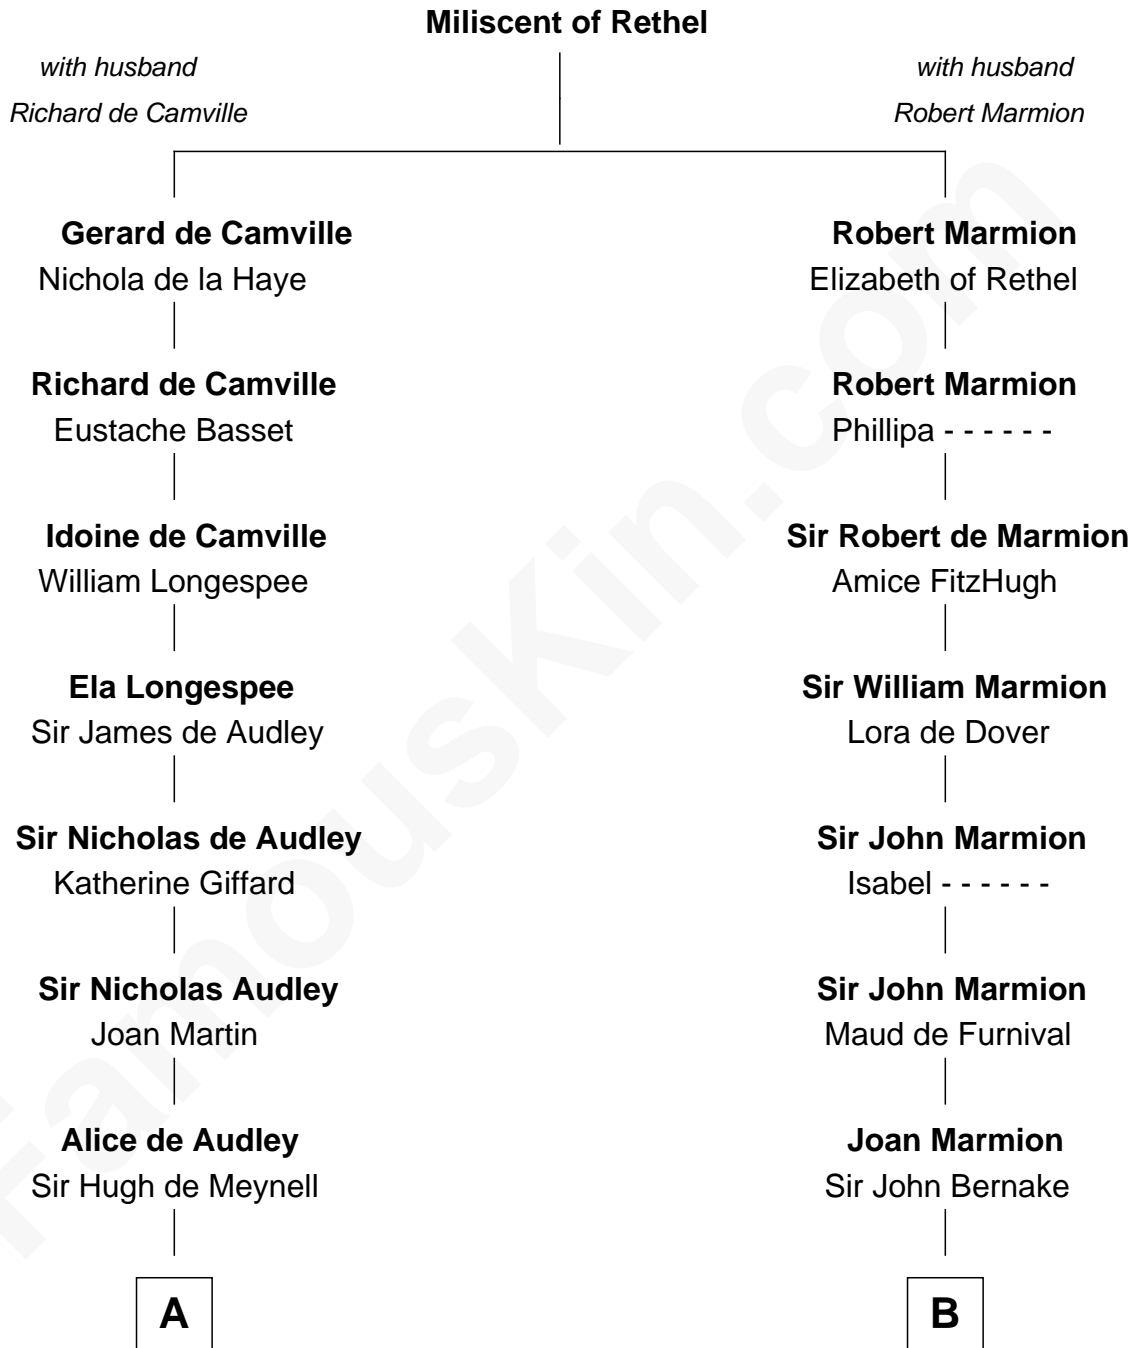 Miliscent of Rethel
with husband
Richard de Camville
with husband
Robert Marmion
Gerard de Camville
Nichola de la Haye
Robert Marmion
Elizabeth of Rethel
Richard de Camville
Eustache Basset
Robert Marmion
Phillipa - - - - - -
Idoine de Camville
William Longespee
Sir Robert de Marmion
Amice FitzHugh
Ela Longespee
Sir James de Audley
Sir William Marmion
Lora de Dover
Sir Nicholas de Audley
Katherine Giffard
Sir John Marmion
Isabel - - - - - -
Sir Nicholas Audley
Joan Martin
Sir John Marmion
Maud de Furnival
Alice de Audley
Sir Hugh de Meynell
Joan Marmion
Sir John Bernake
A
B
FamousKin.com